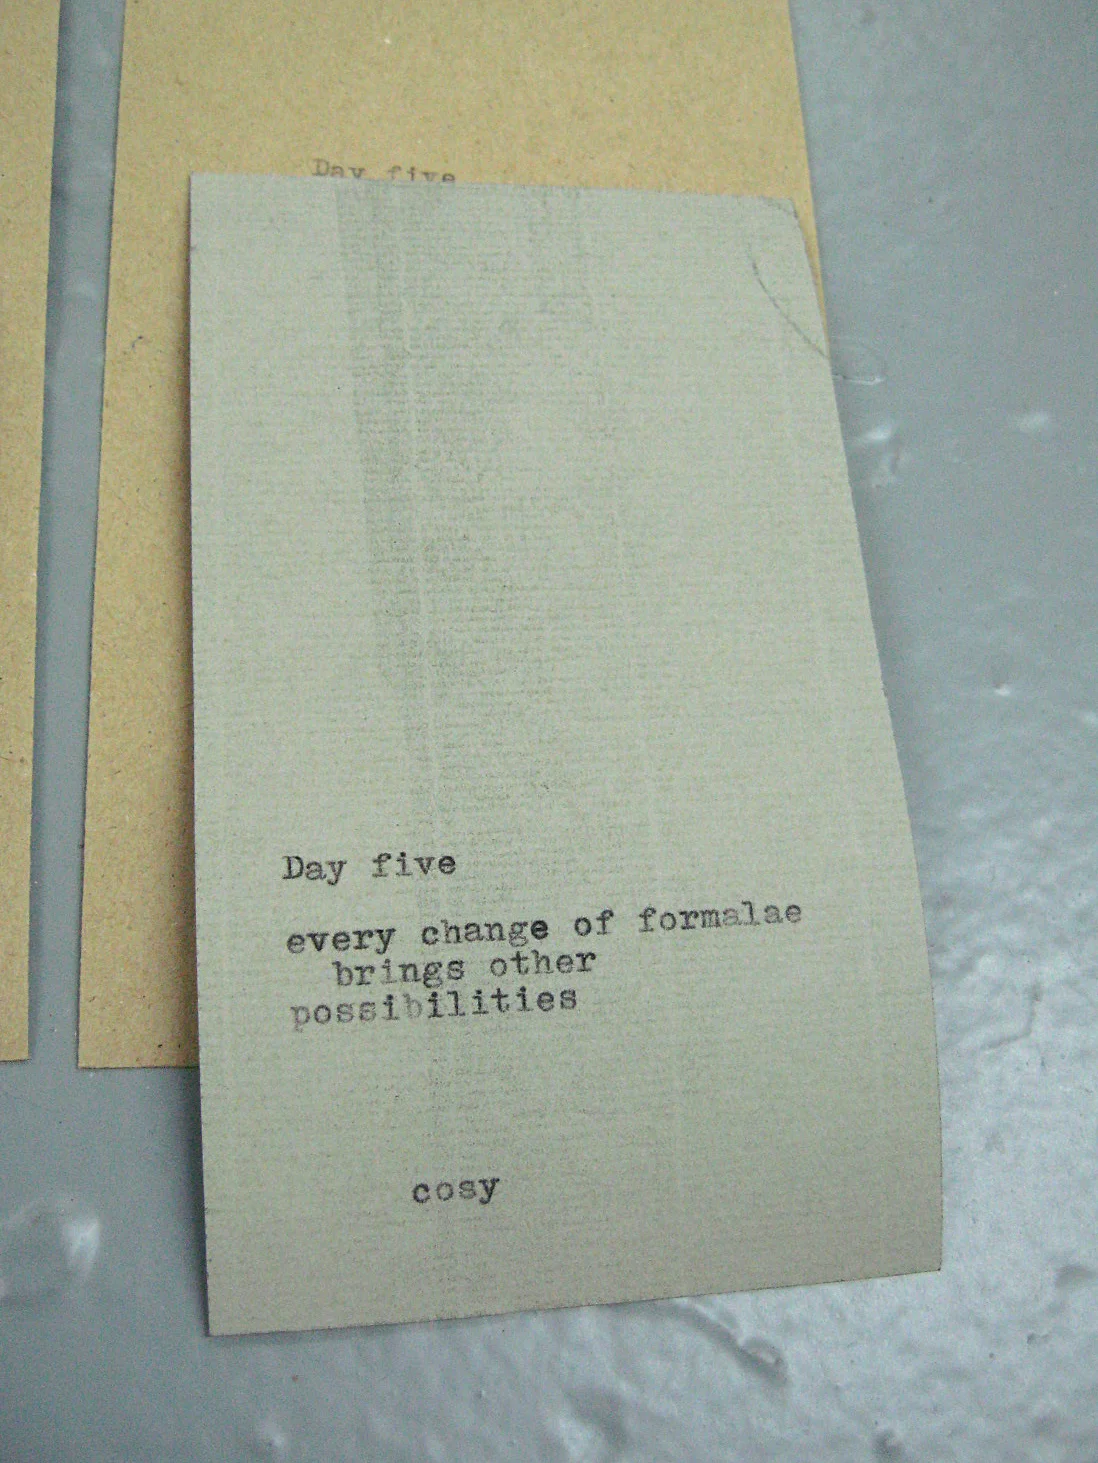 Day five
Day five
every change of formalae
brings other
possibilities
cosy